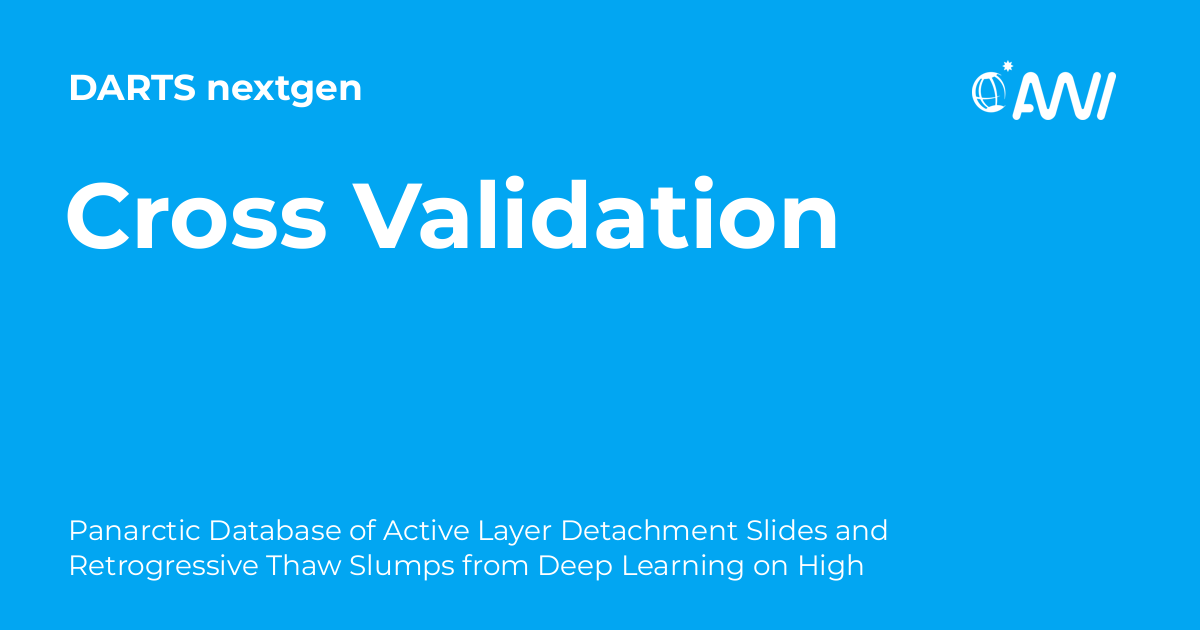 DARTS nextgen
AWI
Cross Validation
Panarctic Database of Active Layer Detachment Slides and
Retrogressive Thaw Slumps from Deep Learning on High